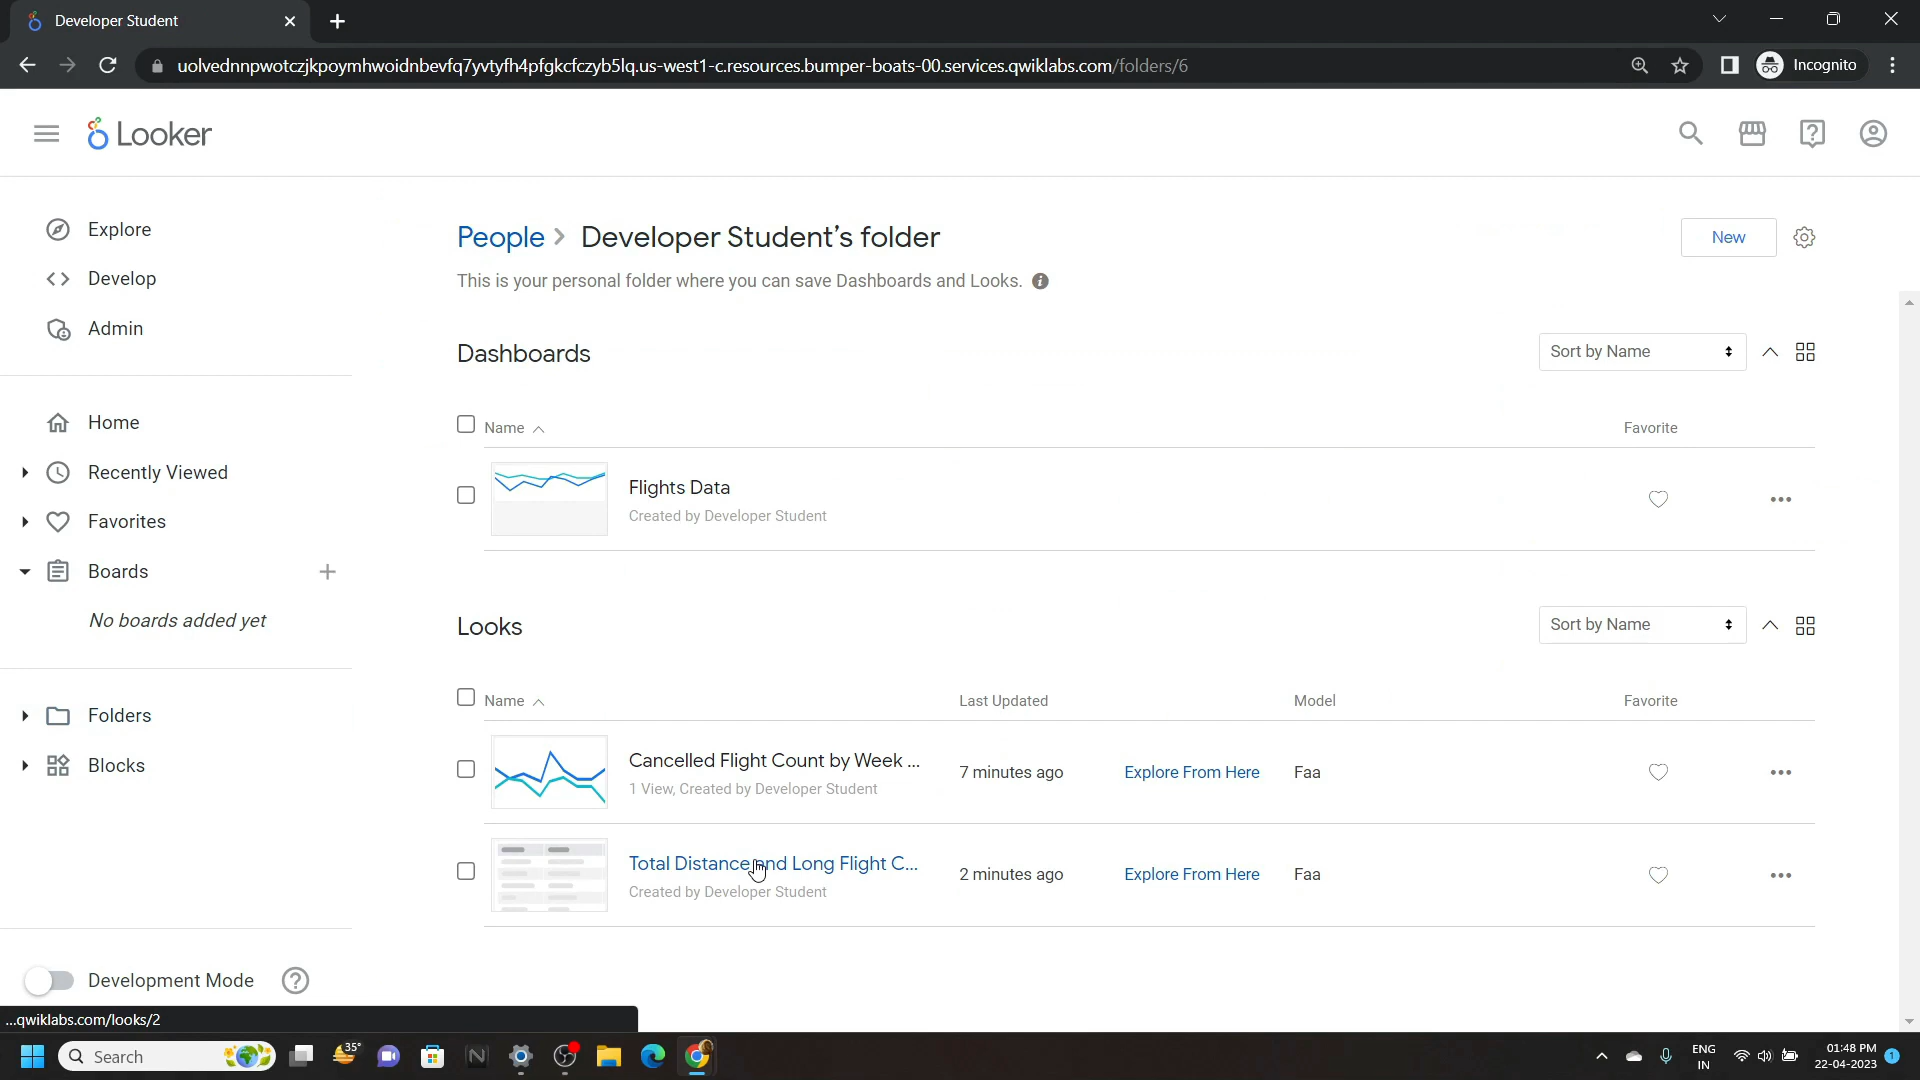 Developer Student
uolvednnpwotczjkpoymhwoidnbevfq7yvtyfh4pfgkcfczyb5lq.us-west1-c.resources.bumper-boats-00.services.qwiklabs.com/folders/6
Incognito
Looker
Explore
Develop
Admin
Home
Recently Viewed
Favorites
Boards
No boards added yet
Folders
Blocks
Development Mode
People > Developer Student's folder
New
This is your personal folder where you can save Dashboards and Looks.
Dashboards
Sort by Name
Name
Favorite
Flights Data
Created by Developer Student
Looks
Sort by Name
Name
Last Updated
Model
Favorite
Cancelled Flight Count by Week ...
1 View, Created by Developer Student
7 minutes ago
Explore From Here
Faa
Total Distance and Long Flight C...
Created by Developer Student
2 minutes ago
Explore From Here
Faa
...qwiklabs.com/looks/2
Search
35°
ENG
IN
01:48 PM
22-04-2023
1